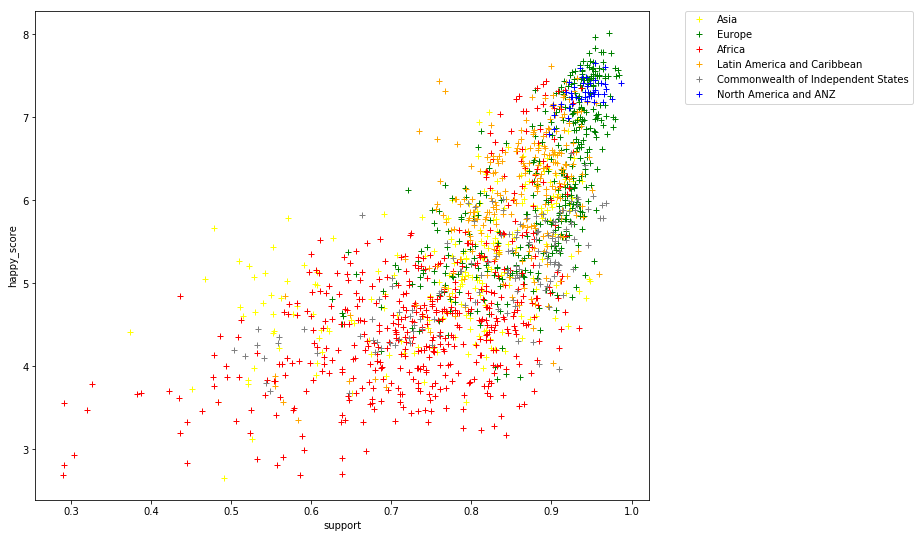 8
7
6
5
4
3
happy_score
0.3 0.4 0.5 0.6 0.7 0.8 0.9 1.0
support
Asia
Europe
Africa
Latin America and Caribbean
Commonwealth of Independent States
North America and ANZ